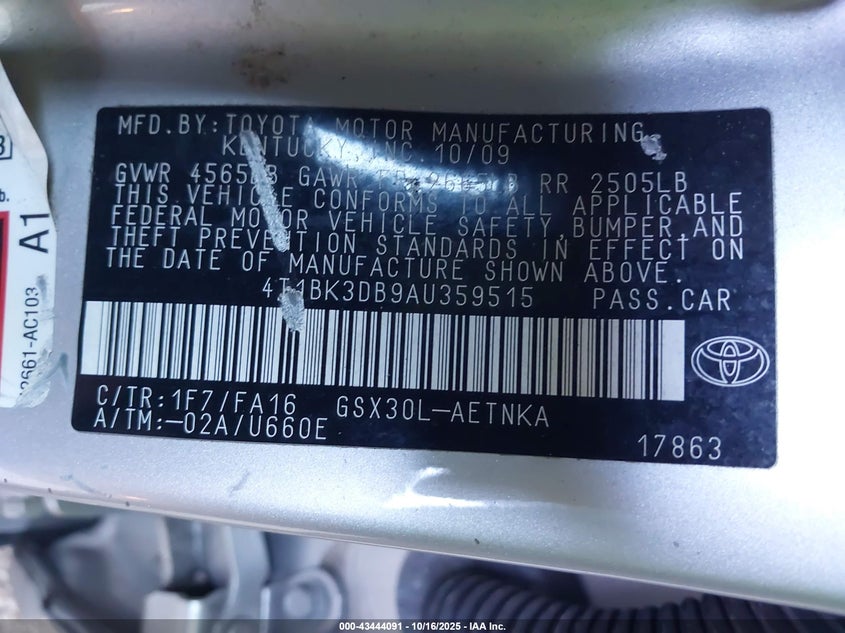 MFD.BY:TOYOTA MOTOR MANUFACTURING
KENTUCKY, INC. 10/09
GVWR 4565LB GAWR FR 2605LB RR 2505LB
THIS VEHICLE CONFORMS TO ALL APPLICABLE
FEDERAL MOTOR VEHICLE SAFETY,BUMPER,AND
THEFT PREVENTION STANDARDS IN EFFECT ON
THE DATE OF MANUFACTURE SHOWN ABOVE.
4T1BK3DB9AU359515 PASS.CAR
C/TR:1F7/FA16 GSX30L-AETNKA
A/TM:-02A/U660E
17863
A1
000-43444091 - 10/16/2025 - IAA Inc.